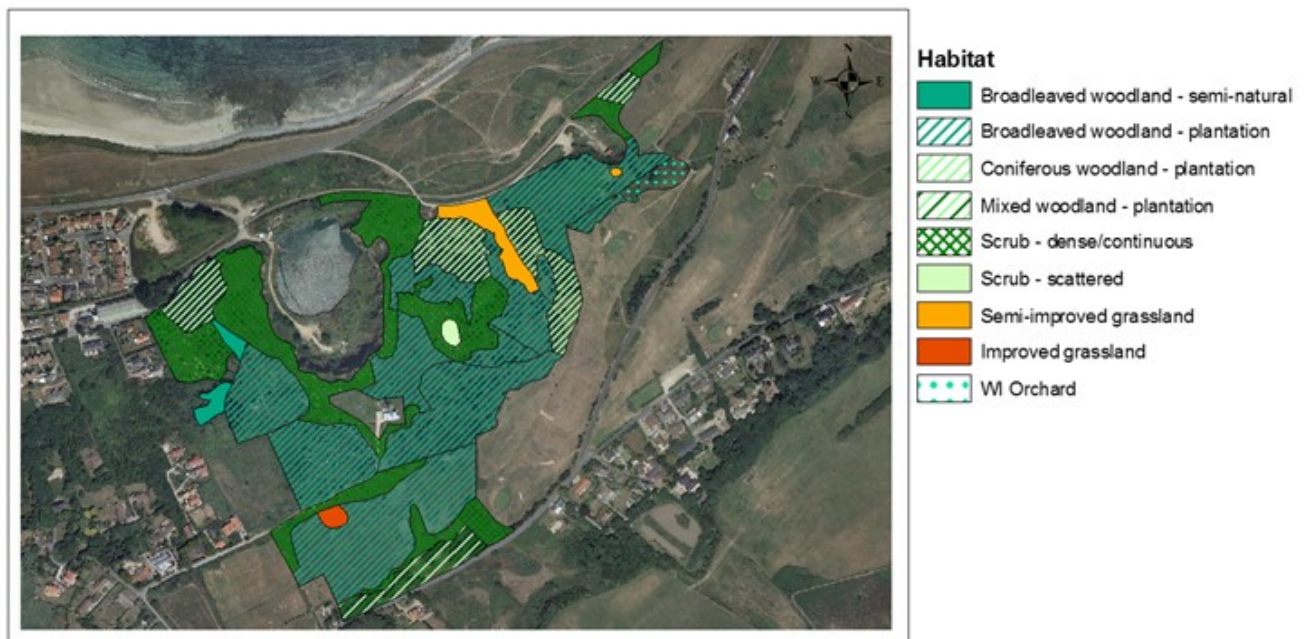 N
W E
Habitat
Broadleaved woodland - semi-natural
Broadleaved woodland - plantation
Coniferous woodland - plantation
Mixed woodland - plantation
Scrub - dense/continuous
Scrub - scattered
Semi-improved grassland
Improved grassland
WI Orchard